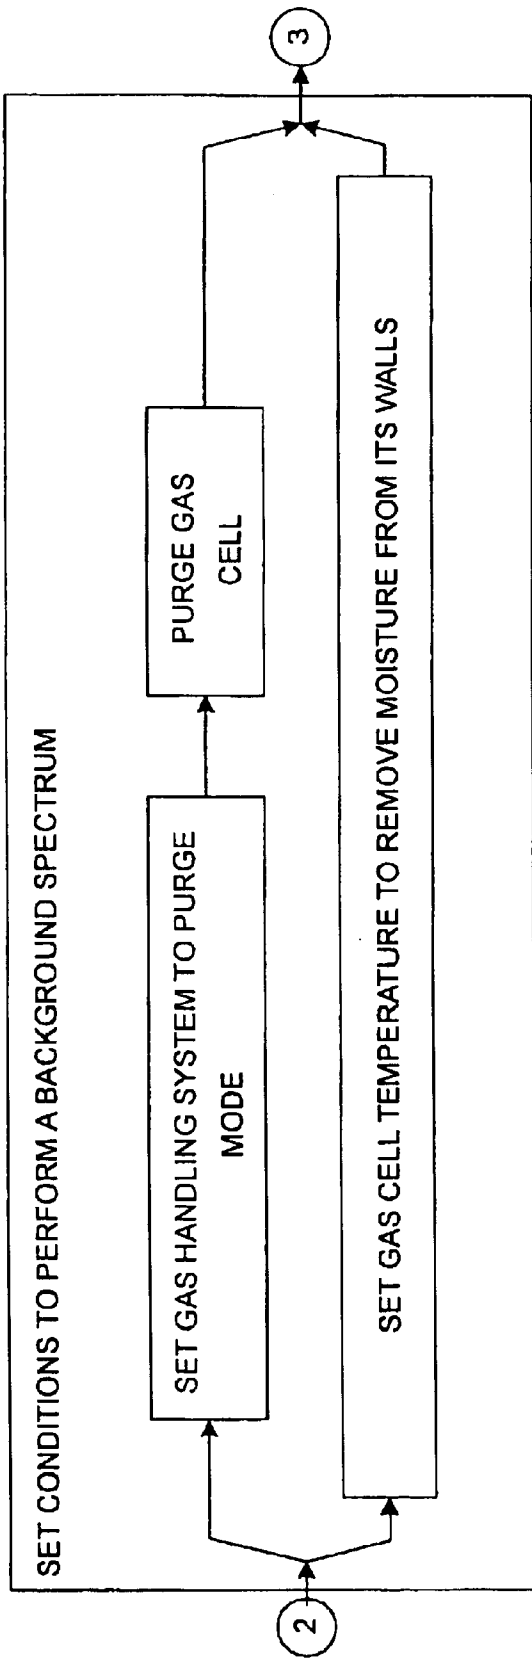 SET CONDITIONS TO PERFORM A BACKGROUND SPECTRUM
2
SET GAS HANDLING SYSTEM TO PURGE
MODE
PURGE GAS
CELL
SET GAS CELL TEMPERATURE TO REMOVE MOISTURE FROM ITS WALLS
3